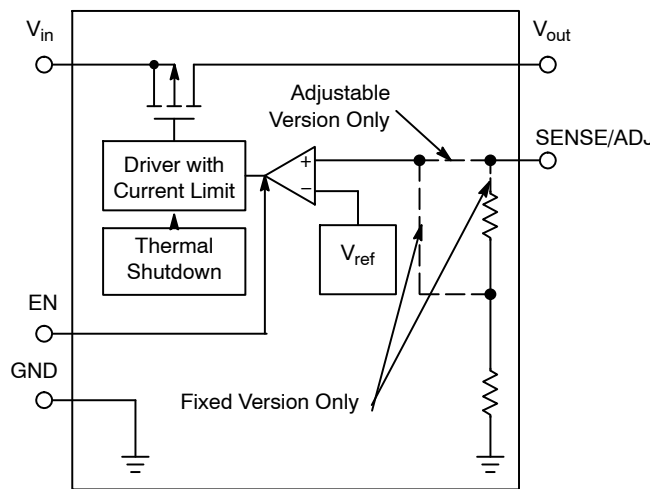 V_in
V_out
Adjustable
Version Only
SENSE/ADJ
Driver with
Current Limit
+
−
Thermal
Shutdown
V_ref
EN
GND
Fixed Version Only